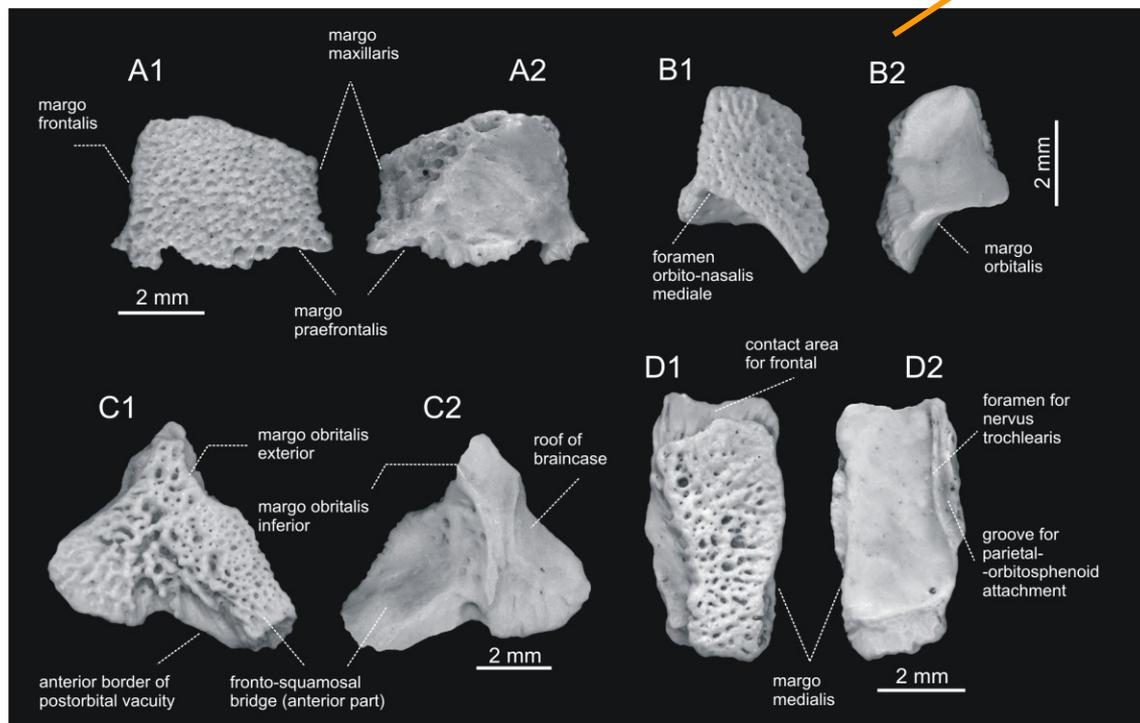 margo
maxillaris
A1
A2
margo
frontalis
2 mm
margo
praefrontalis
B1
B2
2 mm
foramen
orbito-nasalis
mediale
margo
orbitalis
C1
C2
margo obritalis
exterior
margo obritalis
inferior
roof of
braincase
anterior border of
postorbital vacuity
fronto-squamosal
bridge (anterior part)
2 mm
contact area
for frontal
D1
D2
foramen for
nervus
trochlearis
groove for
parietal-
-orbitosphenoid
attachment
margo
medialis
2 mm